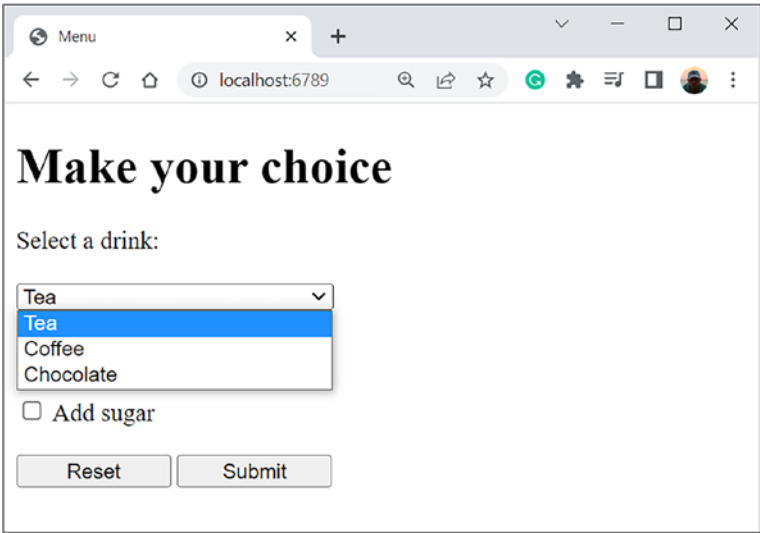 Menu
localhost:6789
Make your choice
Select a drink:
Tea
Tea
Coffee
Chocolate
Add sugar
Reset Submit